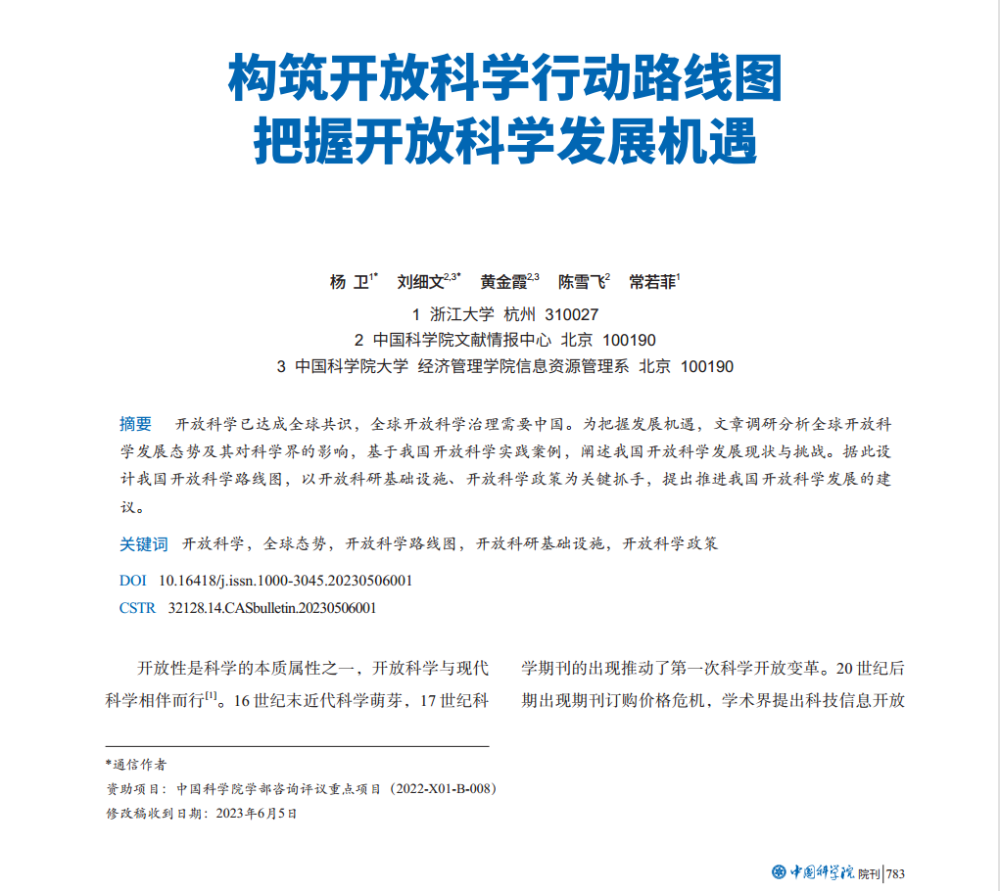 构筑开放科学行动路线图
把握开放科学发展机遇
杨 卫1* 刘细文2,3* 黄金霞2,3 陈雪飞2 常若菲1
1 浙江大学 杭州 310027
2 中国科学院文献情报中心 北京 100190
3 中国科学院大学 经济管理学院信息资源管理系 北京 100190
摘要 开放科学已达成全球共识，全球开放科学治理需要中国。为把握发展机遇，文章调研分析全球开放科
学发展态势及其对科学界的影响，基于我国开放科学实践案例，阐述我国开放科学发展现状与挑战。据此设
计我国开放科学路线图，以开放科研基础设施、开放科学政策为关键抓手，提出推进我国开放科学发展的建
议。
关键词 开放科学，全球态势，开放科学路线图，开放科研基础设施，开放科学政策
DOI 10.16418/j.issn.1000-3045.20230506001
CSTR 32128.14.CASbulletin.20230506001
开放性是科学的本质属性之一，开放科学与现代
科学相伴而行[1]。16 世纪末近代科学萌芽，17 世纪科
学期刊的出现推动了第一次科学开放变革。20 世纪后
期出现期刊订购价格危机，学术界提出科技信息开放
*通信作者
资助项目：中国科学院学部咨询评议重点项目（2022-X01-B-008）
修改稿收到日期：2023年6月5日
中国科学院 院刊 783